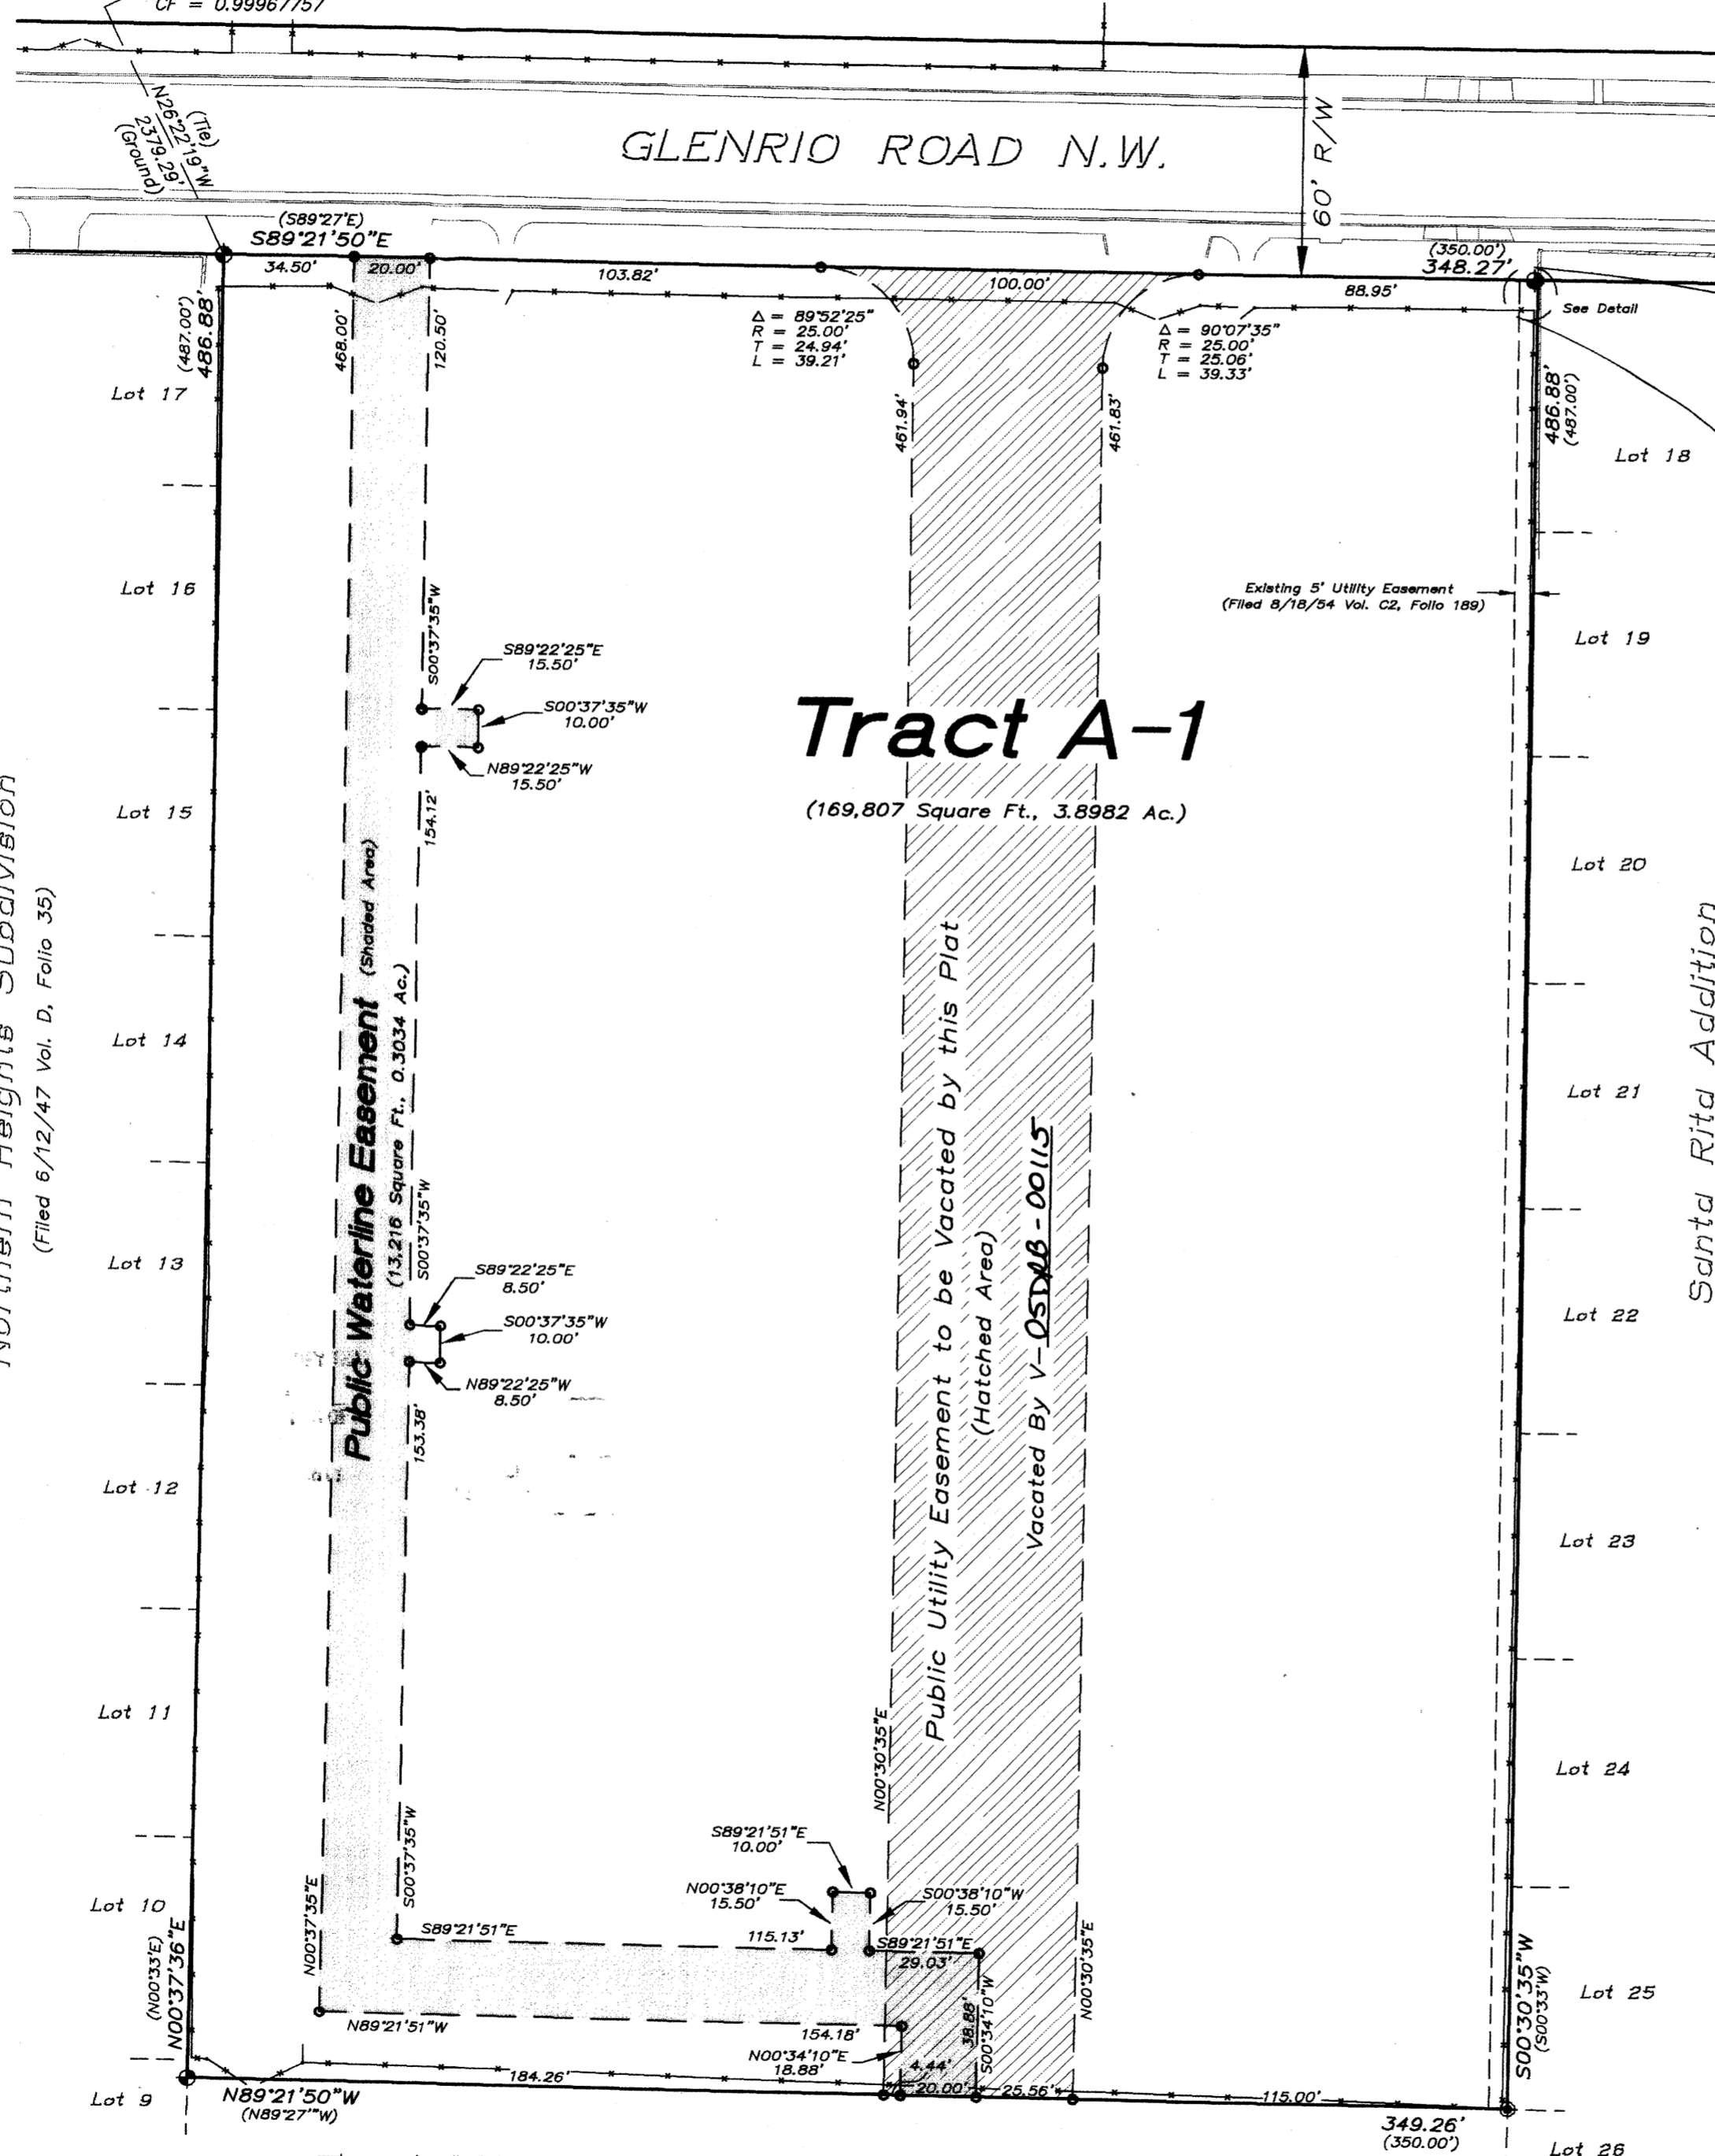 CF = 0.99967757
(Tie)
N26°22'19"W
2379.29'
(Ground)
GLENRIO ROAD N.W.
60' R/W
(S89°27'E)
S89°21'50"E
34.50'
20.00'
103.82'
100.00'
88.95'
(350.00')
348.27'
See Detail
(487.00')
486.88'
468.00'
120.50'
Δ = 89°52'25"
R = 25.00'
T = 24.94'
L = 39.21'
Δ = 90°07'35"
R = 25.00'
T = 25.06'
L = 39.33'
461.94'
461.83'
486.88'
(487.00')
Lot 17
Lot 18
Lot 16
Existing 5' Utility Easement
(Filed 8/18/54 Vol. C2, Folio 189)
Lot 19
S00°37'35"W
S89°22'25"E
15.50'
S00°37'35"W
10.00'
N89°22'25"W
15.50'
Tract A-1
(169,807 Square Ft., 3.8982 Ac.)
Lot 15
154.12'
Lot 20
Northern Heights Subdivision
(Filed 6/12/47 Vol. D, Folio 35)
Public Waterline Easement (Shaded Area)
(13,216 Square Ft., 0.3034 Ac.)
Santa Rita Addition
Lot 14
Lot 21
Public Utility Easement to be Vacated by this Plat
(Hatched Area)
Vacated By V-05DRB-00115
S00°37'35"W
Lot 13
S89°22'25"E
8.50'
S00°37'35"W
10.00'
N89°22'25"W
8.50'
Lot 22
153.38'
Lot 12
Lot 23
Lot 11
Lot 24
N00°30'35"E
S00°37'35"W
S89°21'51"E
10.00'
N00°38'10"E
15.50'
S00°38'10"W
15.50'
Lot 10
(N00°33'E)
N00°37'36"E
N00°37'35"E
S89°21'51"E
115.13'
S89°21'51"E
29.03'
N00°30'35"E
S00°30'35"W
(S00°33'W)
Lot 25
N89°21'51"W
154.18'
38.88'
S00°34'10"W
N00°34'10"E
18.88'
4.44'
184.26'
20.00'
25.56'
115.00'
Lot 9
N89°21'50"W
(N89°27'"W)
349.26'
(350.00')
Lot 26